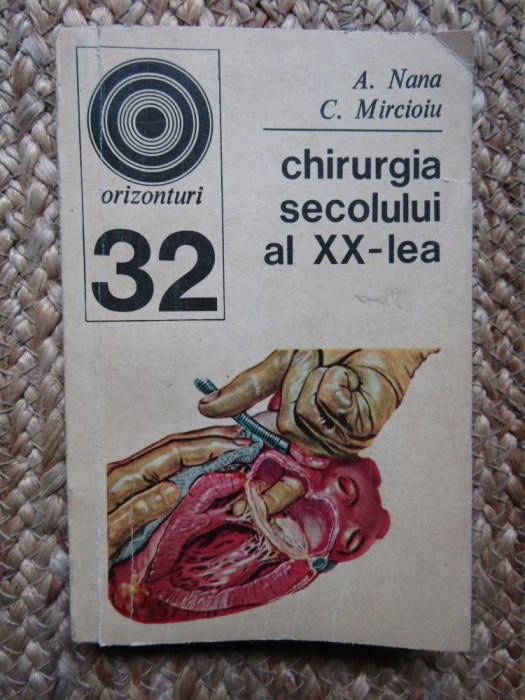 orizonturi
32
A. Nana
C. Mircioiu
chirurgia
secolului
al XX-lea